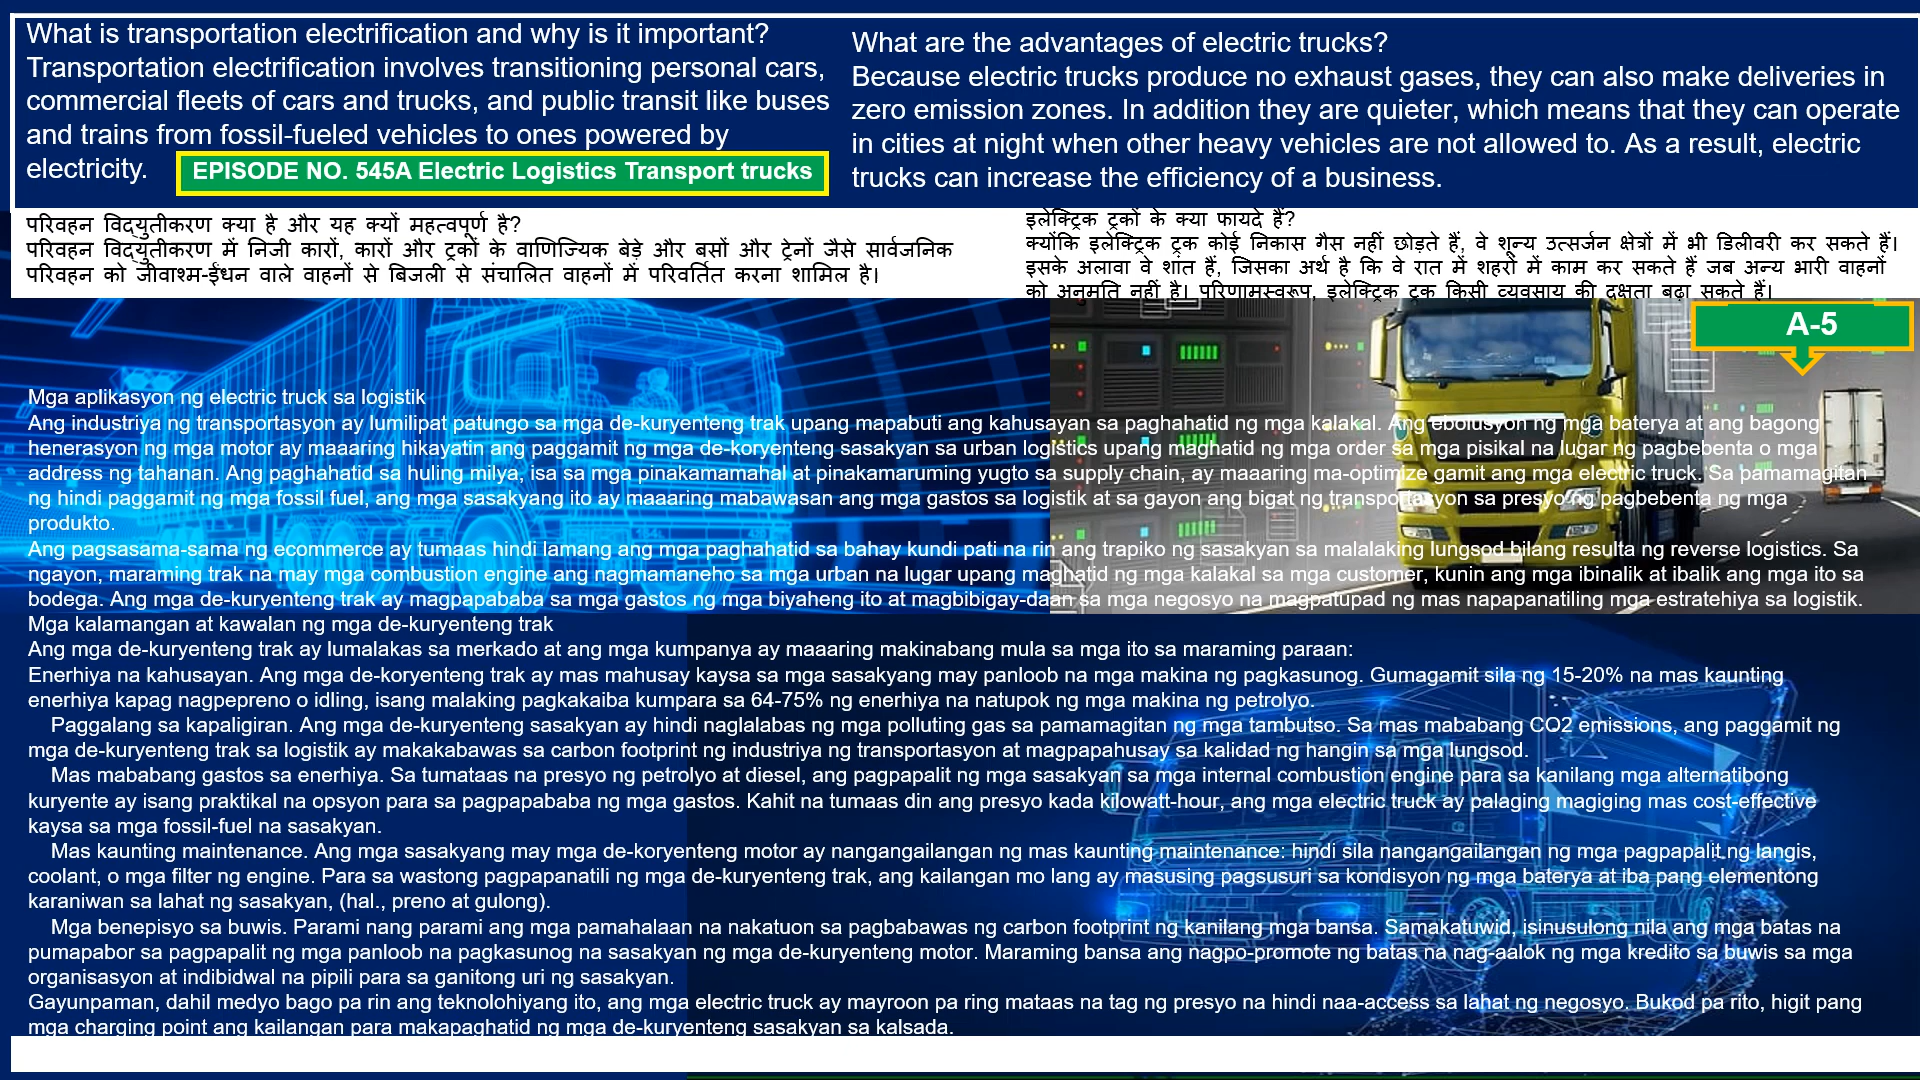 What is transportation electrification and why is it important?
Transportation electrification involves transitioning personal cars,
commercial fleets of cars and trucks, and public transit like buses
and trains from fossil-fueled vehicles to ones powered by
electricity.
EPISODE NO. 545A Electric Logistics Transport trucks
What are the advantages of electric trucks?
Because electric trucks produce no exhaust gases, they can also make deliveries in
zero emission zones. In addition they are quieter, which means that they can operate
in cities at night when other heavy vehicles are not allowed to. As a result, electric
trucks can increase the efficiency of a business.
परिवहन विद्युतीकरण क्या है और यह क्यों महत्वपूर्ण है?
परिवहन विद्युतीकरण में निजी कारों, कारों और ट्रकों के वाणिज्यिक बेड़े और बसों और ट्रेनों जैसे सार्वजनिक
परिवहन को जीवाश्म-ईंधन वाले वाहनों से बिजली से संचालित वाहनों में परिवर्तित करना शामिल है।
इलेक्ट्रिक ट्रकों के क्या फायदे हैं?
क्योंकि इलेक्ट्रिक ट्रक कोई निकास गैस नहीं छोड़ते हैं, वे शून्य उत्सर्जन क्षेत्रों में भी डिलीवरी कर सकते हैं।
इसके अलावा वे शांत हैं, जिसका अर्थ है कि वे रात में शहरों में काम कर सकते हैं जब अन्य भारी वाहनों
को अनुमति नहीं है। परिणामस्वरूप, इलेक्ट्रिक ट्रक किसी व्यवसाय की दक्षता बढ़ा सकते हैं।
A-5
Mga aplikasyon ng electric truck sa logistik
Ang industriya ng transportasyon ay lumilipat patungo sa mga de-kuryenteng trak upang mapabuti ang kahusayan sa paghahatid ng mga kalakal. Ang ebolusyon ng mga baterya at ang bagong
henerasyon ng mga motor ay maaaring hikayatin ang paggamit ng mga de-koryenteng sasakyan sa urban logistics upang maghatid ng mga order sa mga pisikal na lugar ng pagbebenta o mga
address ng tahanan. Ang paghahatid sa huling milya, isa sa mga pinakamamahal at pinakamaruming yugto sa supply chain, ay maaaring ma-optimize gamit ang mga electric truck. Sa pamamagitan
ng hindi paggamit ng mga fossil fuel, ang mga sasakyang ito ay maaaring mabawasan ang mga gastos sa logistik at sa gayon ang bigat ng transportasyon sa presyo ng pagbebenta ng mga
produkto.
Ang pagsasama-sama ng ecommerce ay tumaas hindi lamang ang mga paghahatid sa bahay kundi pati na rin ang trapiko ng sasakyan sa malalaking lungsod bilang resulta ng reverse logistics. Sa
ngayon, maraming trak na may mga combustion engine ang nagmamaneho sa mga urban na lugar upang maghatid ng mga kalakal sa mga customer, kunin ang mga ibinalik at ibalik ang mga ito sa
bodega. Ang mga de-kuryenteng trak ay magpapababa sa mga gastos ng mga biyaheng ito at magbibigay-daan sa mga negosyo na magpatupad ng mas napapanatiling mga estratehiya sa logistik.
Mga kalamangan at kawalan ng mga de-kuryenteng trak
Ang mga de-kuryenteng trak ay lumalakas sa merkado at ang mga kumpanya ay maaaring makinabang mula sa mga ito sa maraming paraan:
Enerhiya na kahusayan. Ang mga de-koryenteng trak ay mas mahusay kaysa sa mga sasakyang may panloob na mga makina ng pagkasunog. Gumagamit sila ng 15-20% na mas kaunting
enerhiya kapag nagpepreno o idling, isang malaking pagkakaiba kumpara sa 64-75% ng enerhiya na natupok ng mga makina ng petrolyo.
Paggalang sa kapaligiran. Ang mga de-kuryenteng sasakyan ay hindi naglalabas ng mga polluting gas sa pamamagitan ng mga tambutso. Sa mas mababang CO2 emissions, ang paggamit ng
mga de-kuryenteng trak sa logistik ay makakabawas sa carbon footprint ng industriya ng transportasyon at magpapahusay sa kalidad ng hangin sa mga lungsod.
Mas mababang gastos sa enerhiya. Sa tumataas na presyo ng petrolyo at diesel, ang pagpapalit ng mga sasakyan sa mga internal combustion engine para sa kanilang mga alternatibong
kuryente ay isang praktikal na opsyon para sa pagpapababa ng mga gastos. Kahit na tumaas din ang presyo kada kilowatt-hour, ang mga electric truck ay palaging magiging mas cost-effective
kaysa sa mga fossil-fuel na sasakyan.
Mas kaunting maintenance. Ang mga sasakyang may mga de-koryenteng motor ay nangangailangan ng mas kaunting maintenance: hindi sila nangangailangan ng mga pagpapalit ng langis,
coolant, o mga filter ng engine. Para sa wastong pagpapanatili ng mga de-kuryenteng trak, ang kailangan mo lang ay masusing pagsusuri sa kondisyon ng mga baterya at iba pang elementong
karaniwan sa lahat ng sasakyan, (hal., preno at gulong).
Mga benepisyo sa buwis. Parami nang parami ang mga pamahalaan na nakatuon sa pagbabawas ng carbon footprint ng kanilang mga bansa. Samakatuwid, isinusulong nila ang mga batas na
pumapabor sa pagpapalit ng mga panloob na pagkasunog na sasakyan ng mga de-kuryenteng motor. Maraming bansa ang nagpo-promote ng batas na nag-aalok ng mga kredito sa buwis sa mga
organisasyon at indibidwal na pipili para sa ganitong uri ng sasakyan.
Gayunpaman, dahil medyo bago pa rin ang teknolohiyang ito, ang mga electric truck ay mayroon pa ring mataas na tag ng presyo na hindi naa-access sa lahat ng negosyo. Bukod pa rito, higit pang
mga charging point ang kailangan para makapaghatid ng mga de-kuryenteng sasakyan sa kalsada.